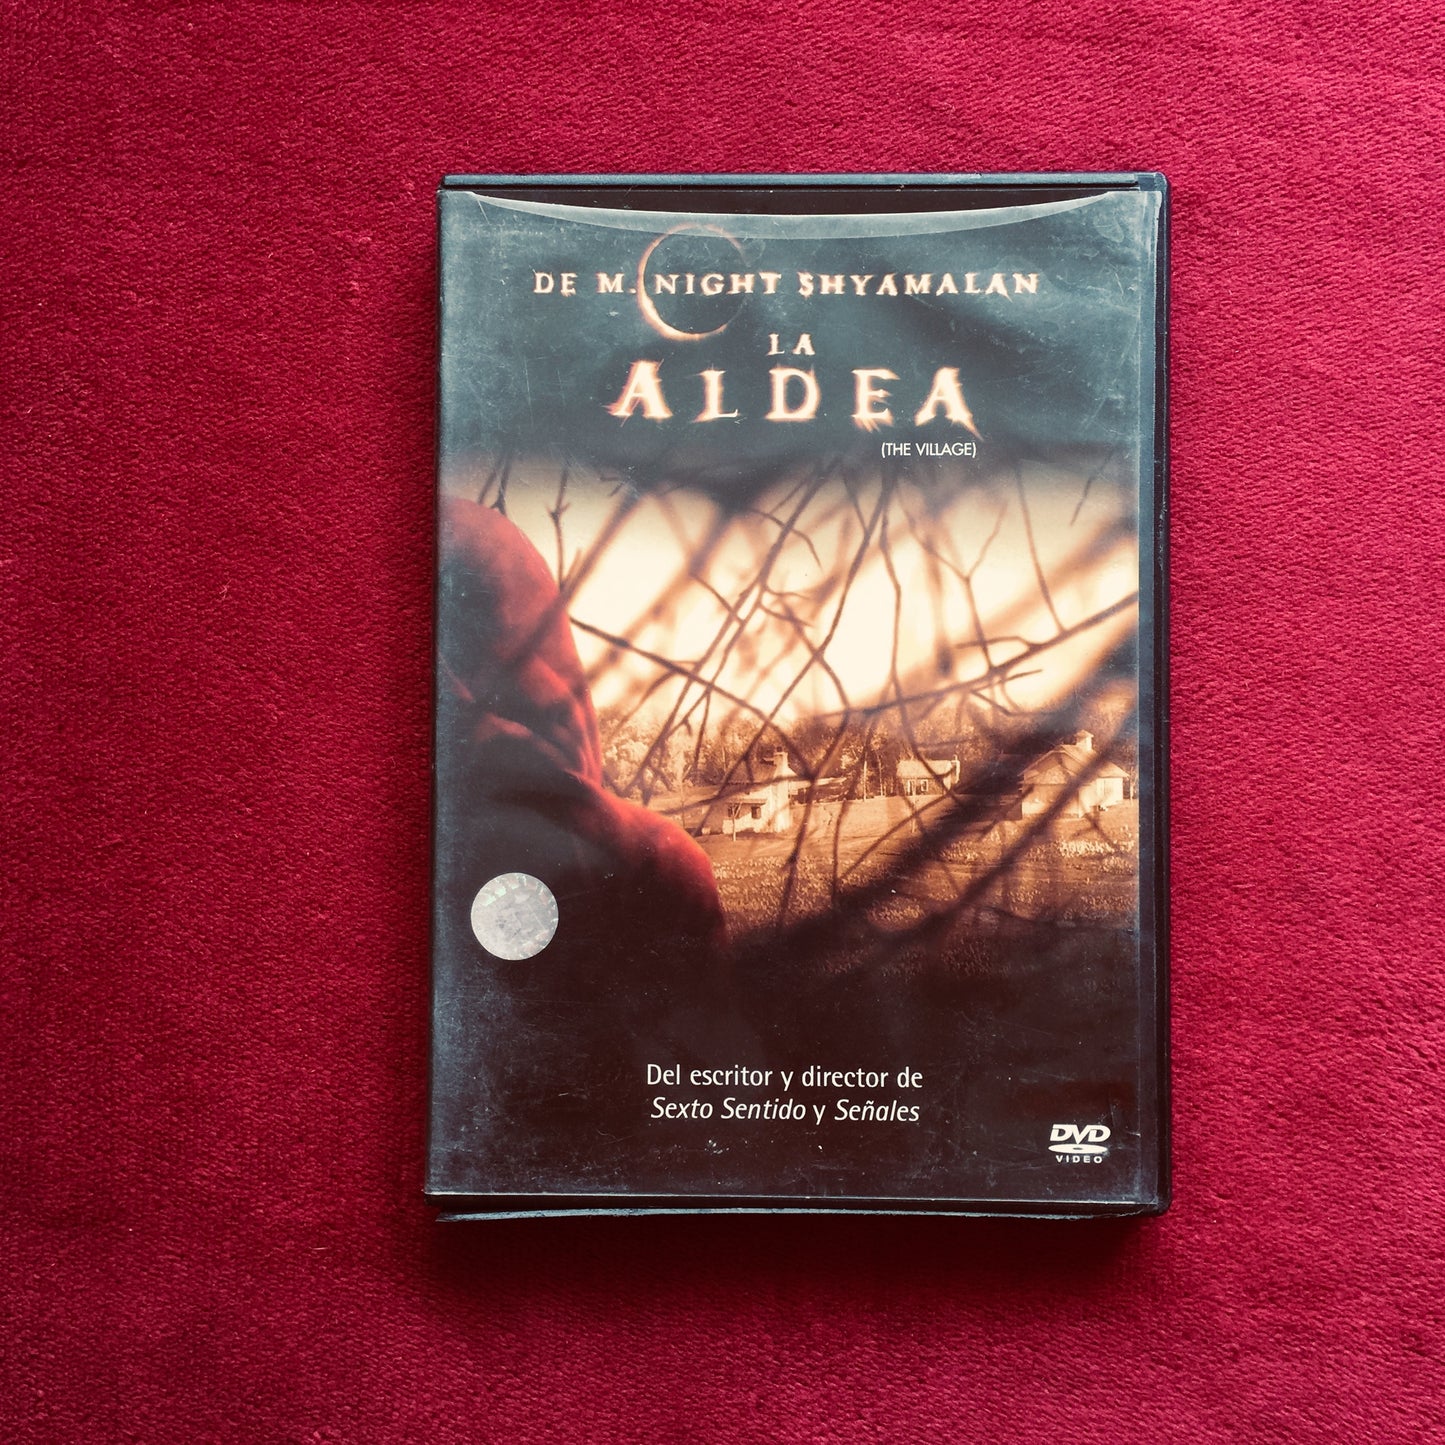 DE M. NIGHT SHYAMALAN
LA
ALDEA
(THE VILLAGE)
Del escritor y director de
Sexto Sentido y Señales
DVD
VIDEO